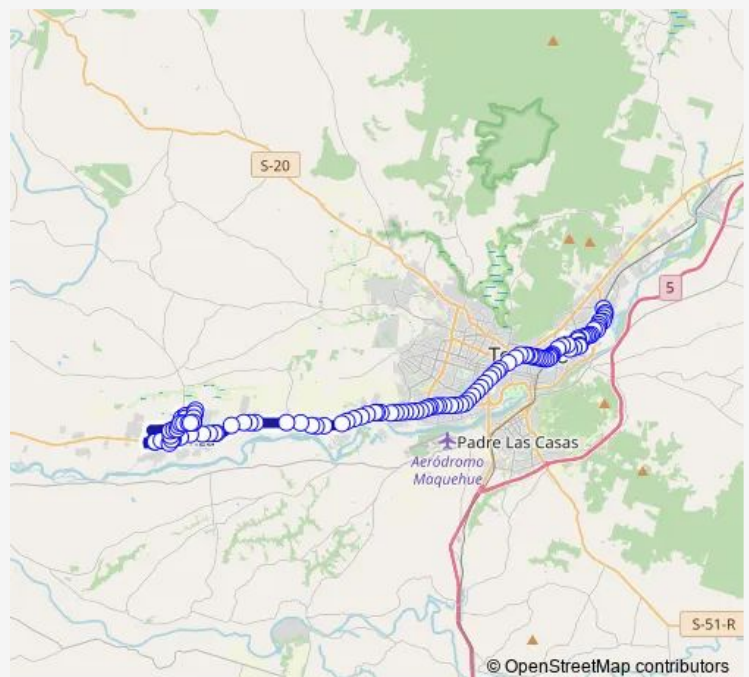 S-20
5
Padre Las Casas
Aeródromo
Maquehue
S-51-R
© OpenStreetMap contributors